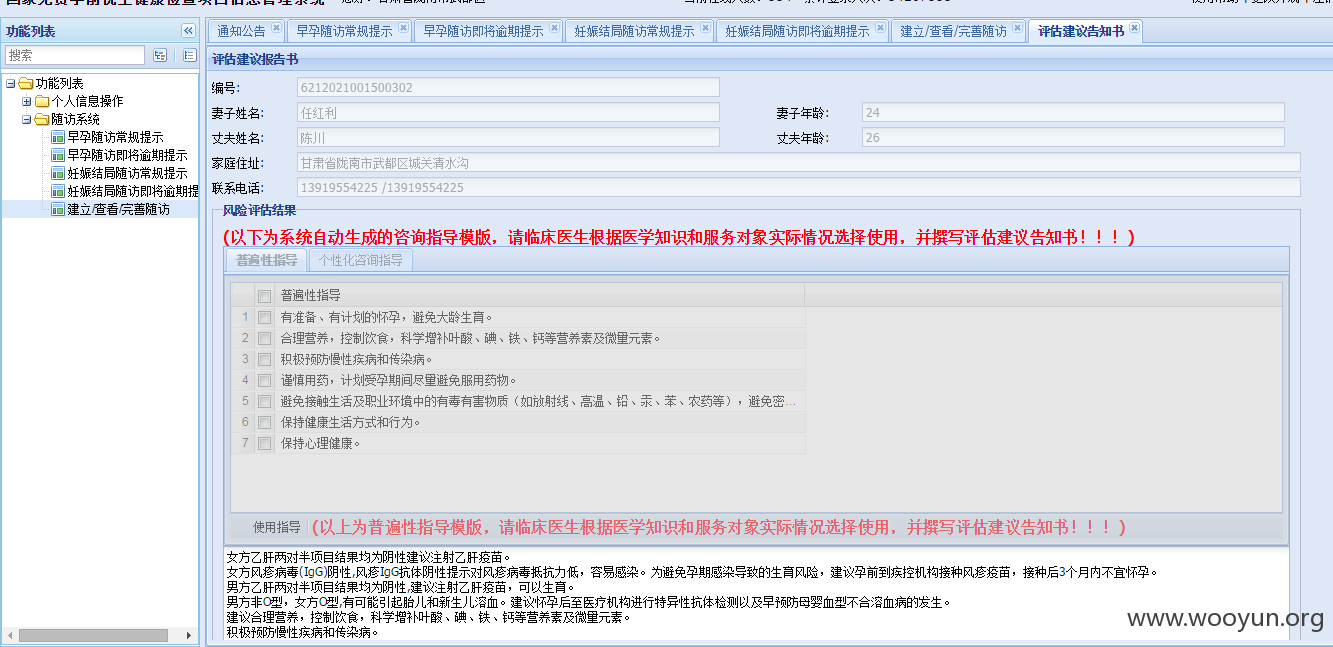 功能列表
搜索
功能列表
个人信息操作
随访系统
早孕随访常规提示
早孕随访即将逾期提示
妊娠结局随访常规提示
妊娠结局随访即将逾期提
建立/查看/完善随访
通知公告 早孕随访常规提示 早孕随访即将逾期提示 妊娠结局随访常规提示 妊娠结局随访即将逾期提示 建立/查看/完善随访 评估建议告知书
评估建议报告书
编号: 6212021001500302
妻子姓名: 任红利 妻子年龄: 24
丈夫姓名: 陈川 丈夫年龄: 26
家庭住址: 甘肃省陇南市武都区城关清水沟
联系电话: 13919554225 /13919554225
风险评估结果
(以下为系统自动生成的咨询指导模版，请临床医生根据医学知识和服务对象实际情况选择使用，并撰写评估建议告知书！！！)
普遍性指导 个性化咨询指导
普遍性指导
1 有准备、有计划的怀孕，避免大龄生育。
2 合理营养，控制饮食，科学增补叶酸、碘、铁、钙等营养素及微量元素。
3 积极预防慢性疾病和传染病。
4 谨慎用药，计划受孕期间尽量避免服用药物。
5 避免接触生活及职业环境中的有毒有害物质（如放射线、高温、铅、汞、苯、农药等），避免密...
6 保持健康生活方式和行为。
7 保持心理健康。
使用指导 (以上为普遍性指导模版，请临床医生根据医学知识和服务对象实际情况选择使用，并撰写评估建议告知书！！！)
女方乙肝两对半项目结果均为阴性建议注射乙肝疫苗。
女方风疹病毒(IgG)阴性,风疹IgG抗体阴性提示对风疹病毒抵抗力低，容易感染。为避免孕期感染导致的生育风险，建议孕前到疾控机构接种风疹疫苗，接种后3个月内不宜怀孕。
男方乙肝两对半项目结果均为阴性,建议注射乙肝疫苗，可以生育。
男方非O型，女方O型,有可能引起胎儿和新生儿溶血。建议怀孕后至医疗机构进行特异性抗体检测以及早预防母婴血型不合溶血病的发生。
建议合理营养，控制饮食，科学增补叶酸、碘、铁、钙等营养素及微量元素。
积极预防慢性疾病和传染病。
www.wooyun.org